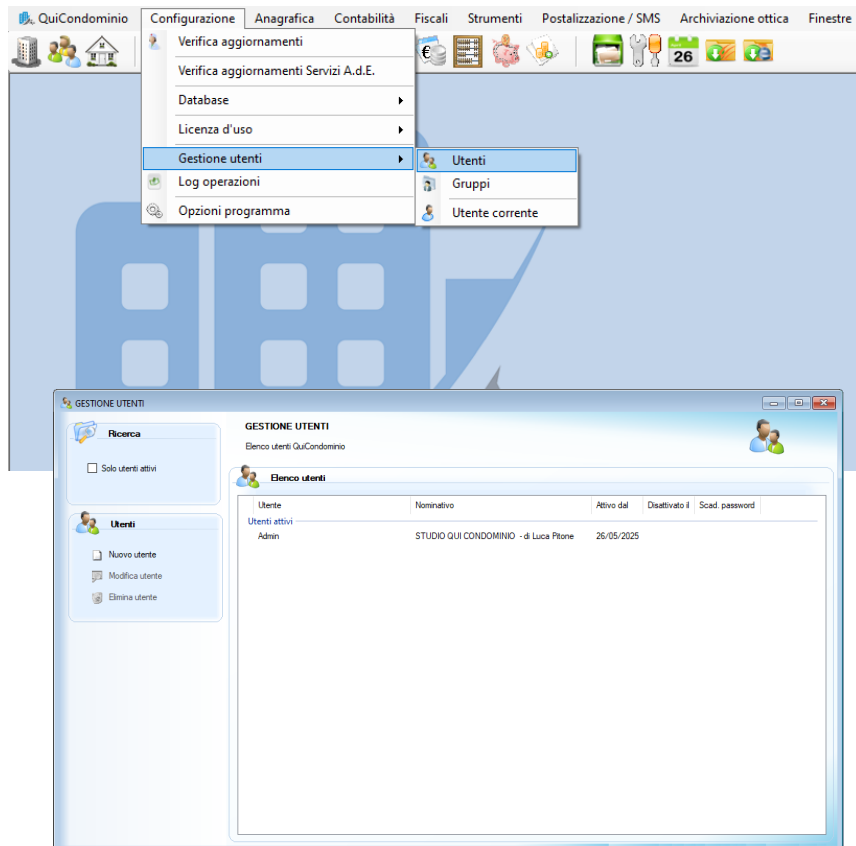 QuiCondominio Configurazione Anagrafica Contabilità Fiscali Strumenti Postalizzazione / SMS Archiviazione ottica Finestre
Verifica aggiornamenti
Verifica aggiornamenti Servizi A.d.E.
Database
Licenza d'uso
Gestione utenti
Log operazioni
Opzioni programma
Utenti
Gruppi
Utente corrente
26
GESTIONE UTENTI
Ricerca
Solo utenti attivi
Utenti
Nuovo utente
Modifica utente
Elimina utente
GESTIONE UTENTI
Elenco utenti QuiCondominio
Elenco utenti
Utente Nominativo Attivo dal Disattivato il Scad. password
Utenti attivi
Admin STUDIO QUI CONDOMINIO - di Luca Pitone 26/05/2025